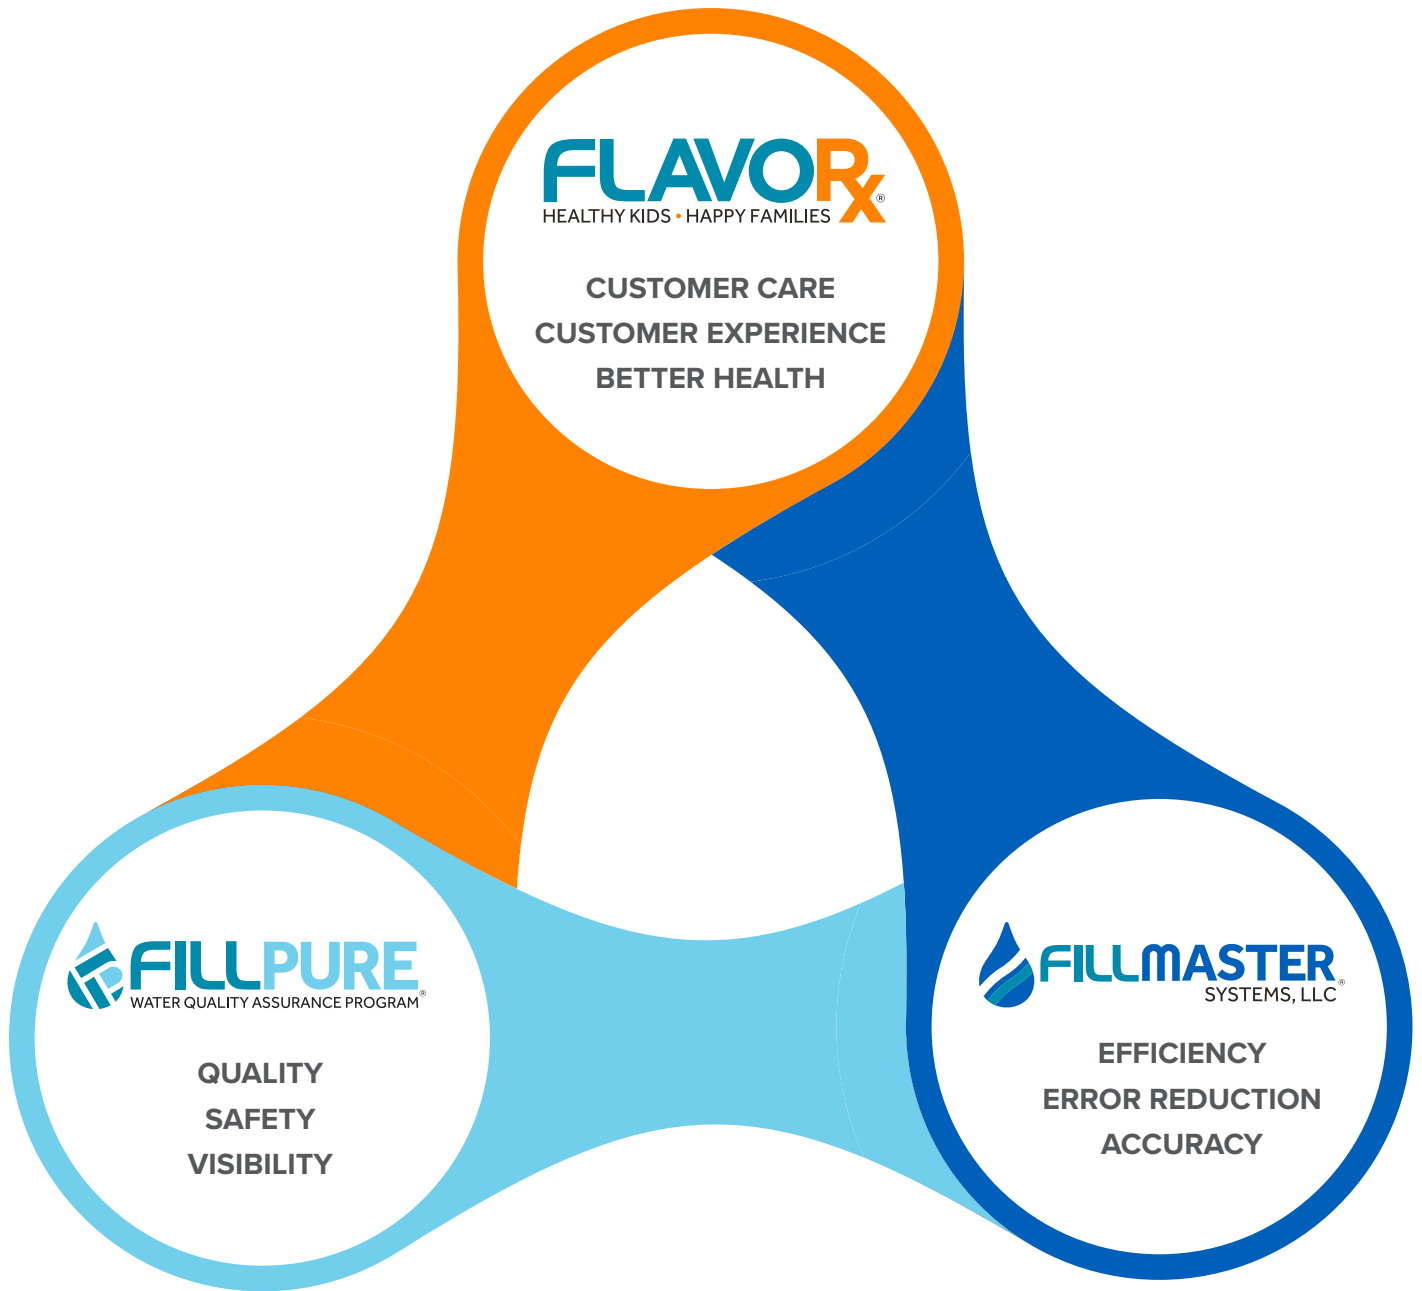 FLAVORx®
HEALTHY KIDS • HAPPY FAMILIES
CUSTOMER CARE
CUSTOMER EXPERIENCE
BETTER HEALTH
FILLPURE
WATER QUALITY ASSURANCE PROGRAM®
QUALITY
SAFETY
VISIBILITY
FILLMASTER®
SYSTEMS, LLC
EFFICIENCY
ERROR REDUCTION
ACCURACY